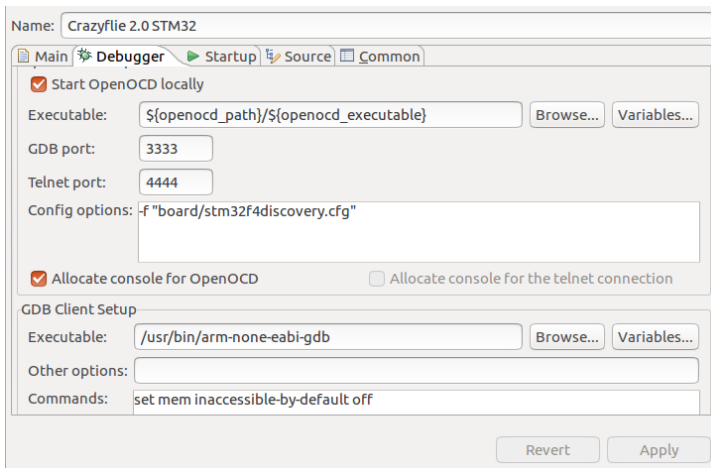 Name: Crazyflie 2.0 STM32
Main Debugger Startup Source Common
Start OpenOCD locally
Executable: ${openocd_path}/${openocd_executable} Browse... Variables...
GDB port: 3333
Telnet port: 4444
Config options: -f "board/stm32f4discovery.cfg"
Allocate console for OpenOCD Allocate console for the telnet connection
GDB Client Setup
Executable: /usr/bin/arm-none-eabi-gdb Browse... Variables...
Other options:
Commands: set mem inaccessible-by-default off
Revert Apply